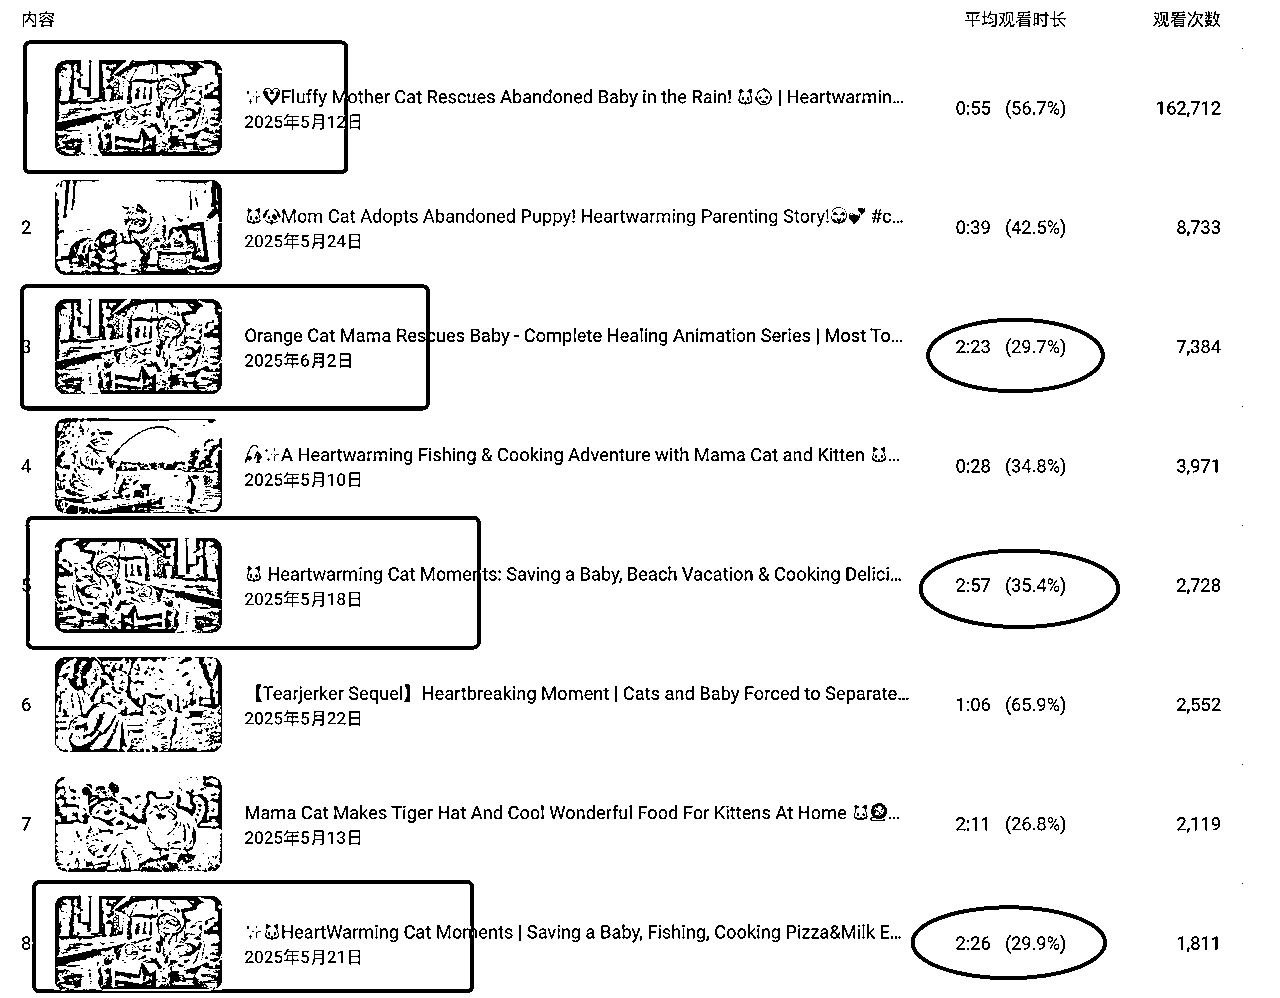 内容 平均观看时长 观看次数
✨💖Fluffy Mother Cat Rescues Abandoned Baby in the Rain! 🐱👶 | Heartwarmin… 0:55 (56.7%) 162,712
2025年5月12日
2 🐱🐶Mom Cat Adopts Abandoned Puppy! Heartwarming Parenting Story!🥰💕 #c… 0:39 (42.5%) 8,733
2025年5月24日
3 Orange Cat Mama Rescues Baby - Complete Healing Animation Series | Most To… 2:23 (29.7%) 7,384
2025年6月2日
4 🎣✨A Heartwarming Fishing & Cooking Adventure with Mama Cat and Kitten 🐱… 0:28 (34.8%) 3,971
2025年5月10日
5 🐱 Heartwarming Cat Moments: Saving a Baby, Beach Vacation & Cooking Delici… 2:57 (35.4%) 2,728
2025年5月18日
6 【Tearjerker Sequel】Heartbreaking Moment | Cats and Baby Forced to Separate… 1:06 (65.9%) 2,552
2025年5月22日
7 Mama Cat Makes Tiger Hat And Cool Wonderful Food For Kittens At Home 🐱… 2:11 (26.8%) 2,119
2025年5月13日
8 ✨🐱HeartWarming Cat Moments | Saving a Baby, Fishing, Cooking Pizza&Milk E… 2:26 (29.9%) 1,811
2025年5月21日